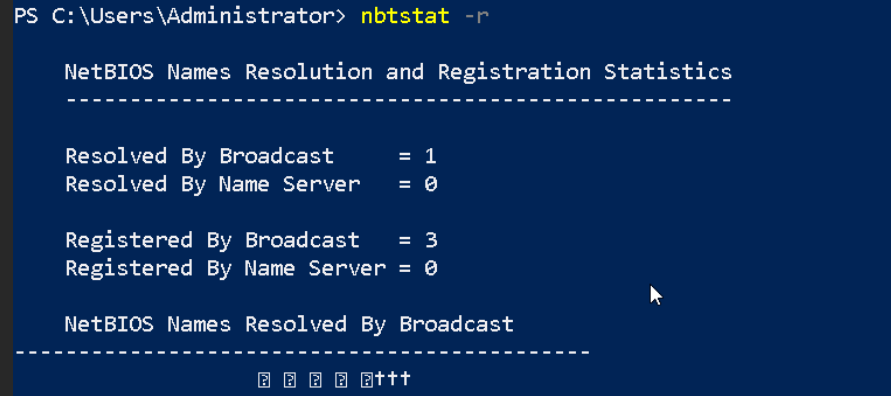 PS C:\Users\Administrator> nbtstat -r
NetBIOS Names Resolution and Registration Statistics
----------------------------------------------------
Resolved By Broadcast = 1
Resolved By Name Server = 0
Registered By Broadcast = 3
Registered By Name Server = 0
NetBIOS Names Resolved By Broadcast
---------------------------------------------
⍰ ⍰ ⍰ ⍰ ⍰†††